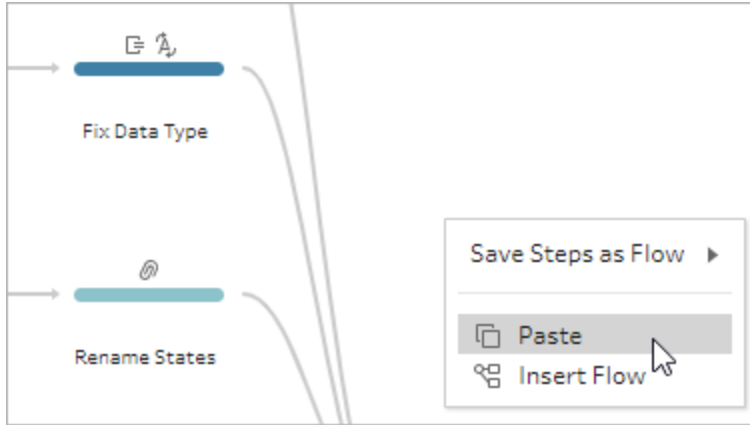 Fix Data Type
Save Steps as Flow
Paste
Rename States
Insert Flow